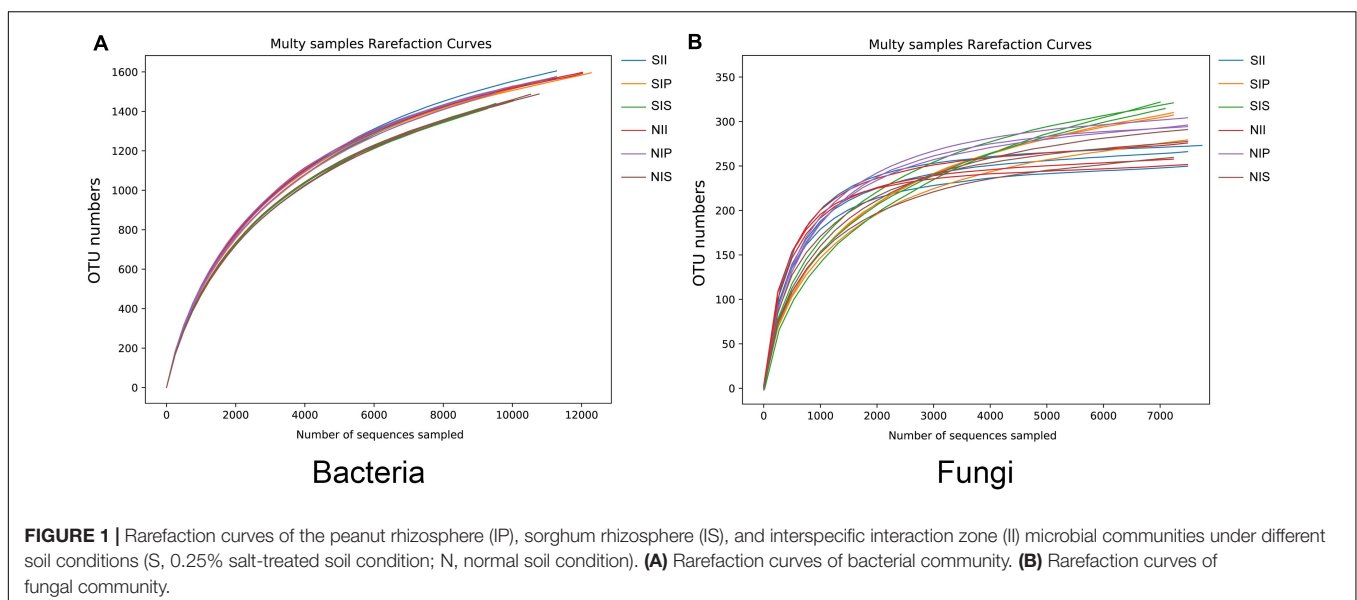 A
Multy samples Rarefaction Curves
OTU numbers
1600
1400
1200
1000
800
600
400
200
0
0 2000 4000 6000 8000 10000 12000
Number of sequences sampled
SII
SIP
SIS
NII
NIP
NIS
Bacteria
B
Multy samples Rarefaction Curves
OTU numbers
350
300
250
200
150
100
50
0
0 1000 2000 3000 4000 5000 6000 7000
Number of sequences sampled
SII
SIP
SIS
NII
NIP
NIS
Fungi
FIGURE 1 | Rarefaction curves of the peanut rhizosphere (IP), sorghum rhizosphere (IS), and interspecific interaction zone (II) microbial communities under different
soil conditions (S, 0.25% salt-treated soil condition; N, normal soil condition). (A) Rarefaction curves of bacterial community. (B) Rarefaction curves of
fungal community.